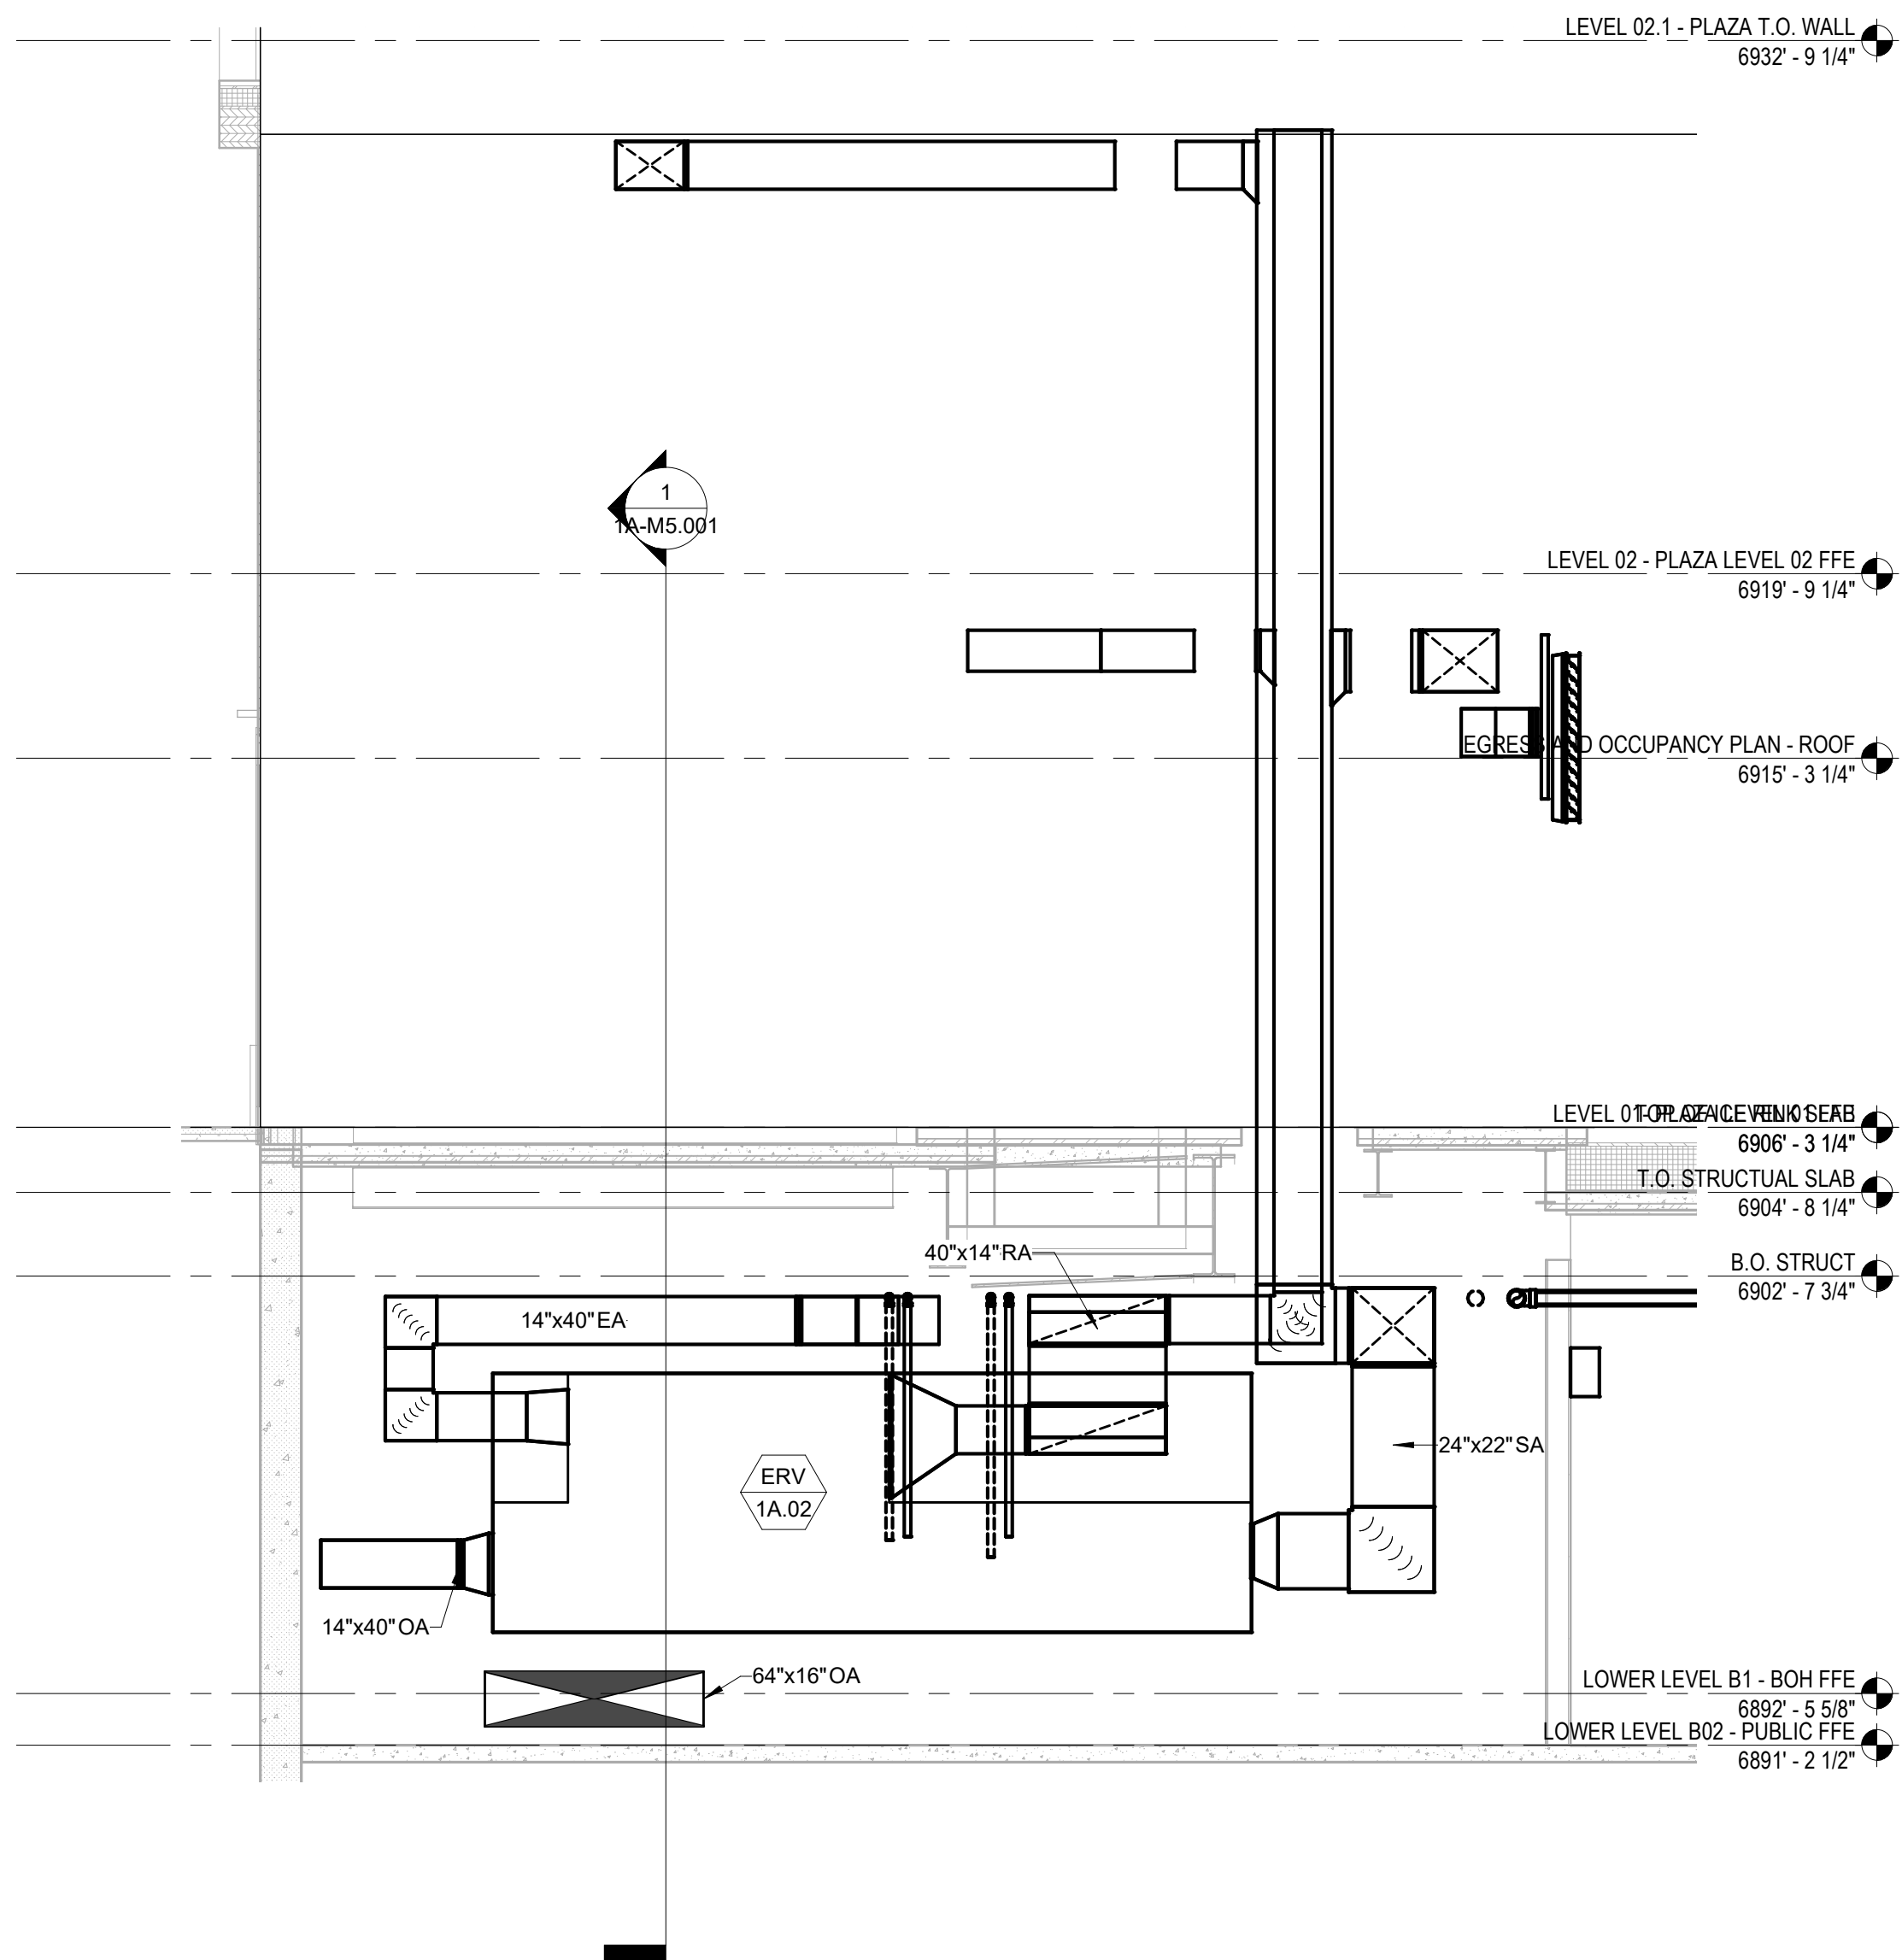 LEVEL 02.1 - PLAZA T.O. WALL
6932' - 9 1/4"
1
1A-M5.001
LEVEL 02 - PLAZA LEVEL 02 FFE
6919' - 9 1/4"
EGRESS AND OCCUPANCY PLAN - ROOF
6915' - 3 1/4"
LEVEL 01
6906' - 3 1/4"
T.O. STRUCTUAL SLAB
6904' - 8 1/4"
40"x14" RA
B.O. STRUCT
6902' - 7 3/4"
14"x40" EA
24"x22" SA
ERV
1A.02
14"x40" OA
64"x16" OA
LOWER LEVEL B1 - BOH FFE
6892' - 5 5/8"
LOWER LEVEL B02 - PUBLIC FFE
6891' - 2 1/2"